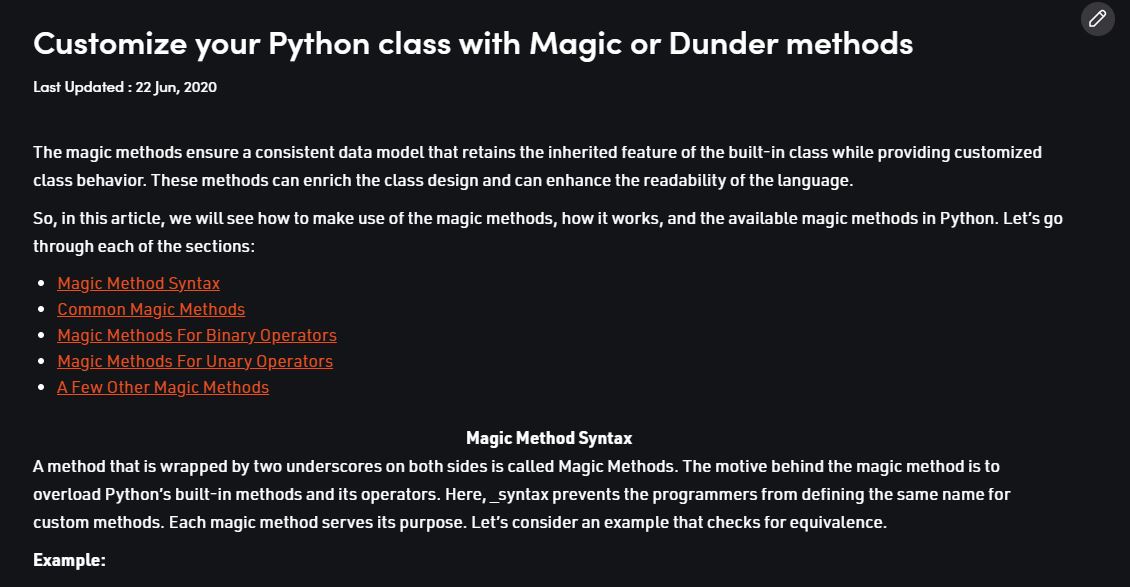 Customize your Python class with Magic or Dunder methods
Last Updated : 22 Jun, 2020
The magic methods ensure a consistent data model that retains the inherited feature of the built-in class while providing customized
class behavior. These methods can enrich the class design and can enhance the readability of the language.
So, in this article, we will see how to make use of the magic methods, how it works, and the available magic methods in Python. Let's go
through each of the sections:
Magic Method Syntax
Common Magic Methods
Magic Methods For Binary Operators
Magic Methods For Unary Operators
A Few Other Magic Methods
Magic Method Syntax
A method that is wrapped by two underscores on both sides is called Magic Methods. The motive behind the magic method is to
overload Python's built-in methods and its operators. Here, _syntax prevents the programmers from defining the same name for
custom methods. Each magic method serves its purpose. Let's consider an example that checks for equivalence.
Example: